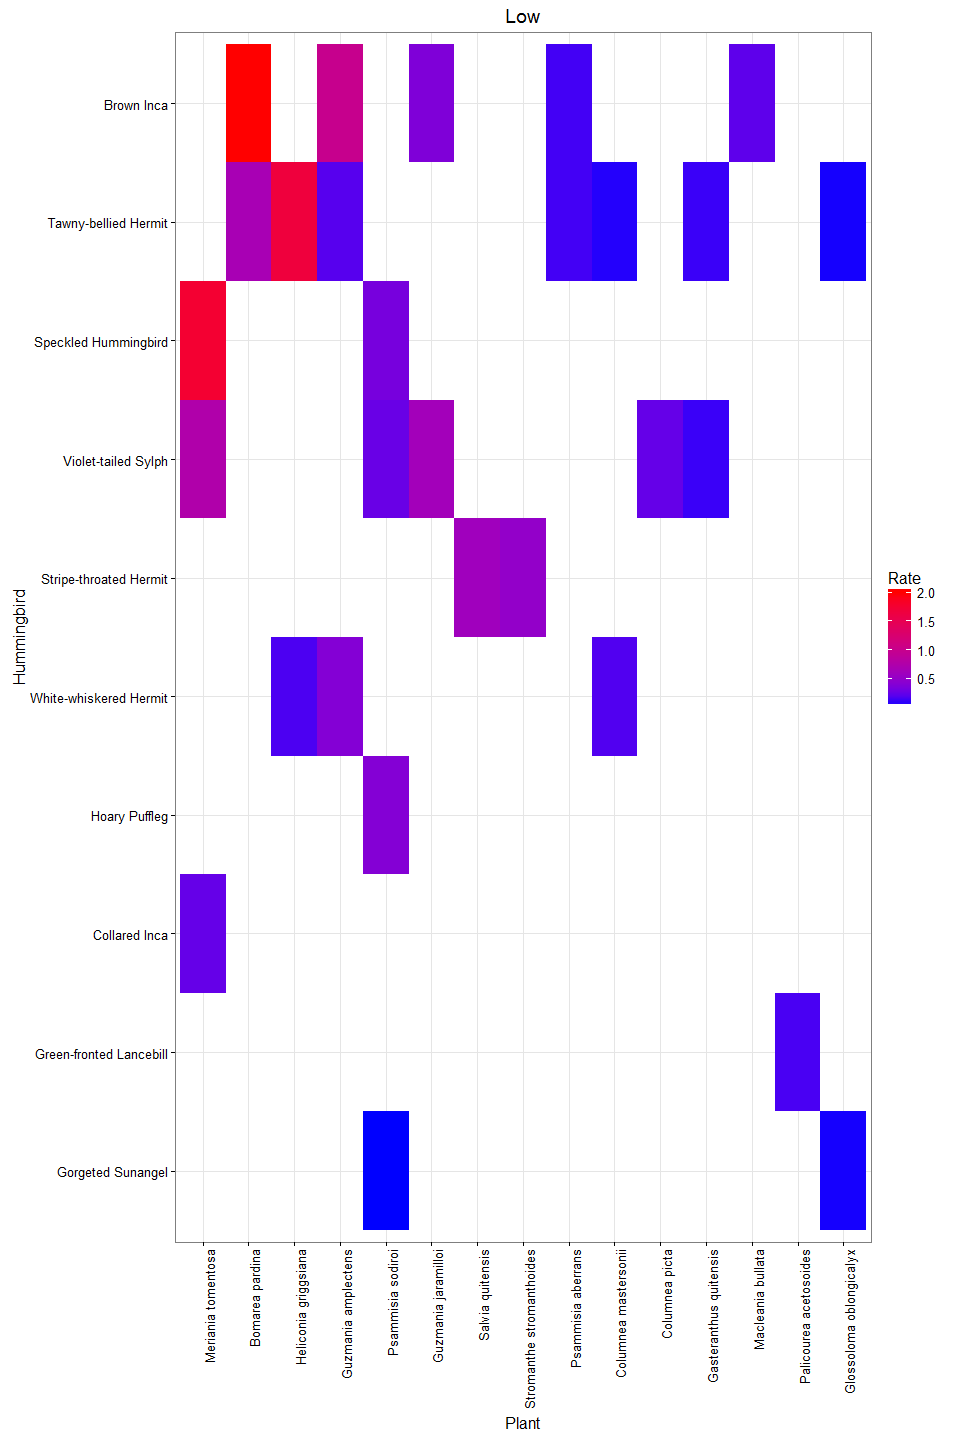 Low
Hummingbird
Brown Inca
Tawny-bellied Hermit
Speckled Hummingbird
Violet-tailed Sylph
Stripe-throated Hermit
White-whiskered Hermit
Hoary Puffleg
Collared Inca
Green-fronted Lancebill
Gorgeted Sunangel
Rate
2.0
1.5
1.0
0.5
Meriania tomentosa
Bomarea pardina
Heliconia griggsiana
Guzmania amplectens
Psammisia sodiroi
Guzmania jaramilloi
Salvia quitensis
Stromanthe stromanthoides
Psammisia aberrans
Columnea mastersonii
Columnea picta
Gasteranthus quitensis
Macleania bullata
Palicourea acetosoides
Glossoloma oblongicalyx
Plant